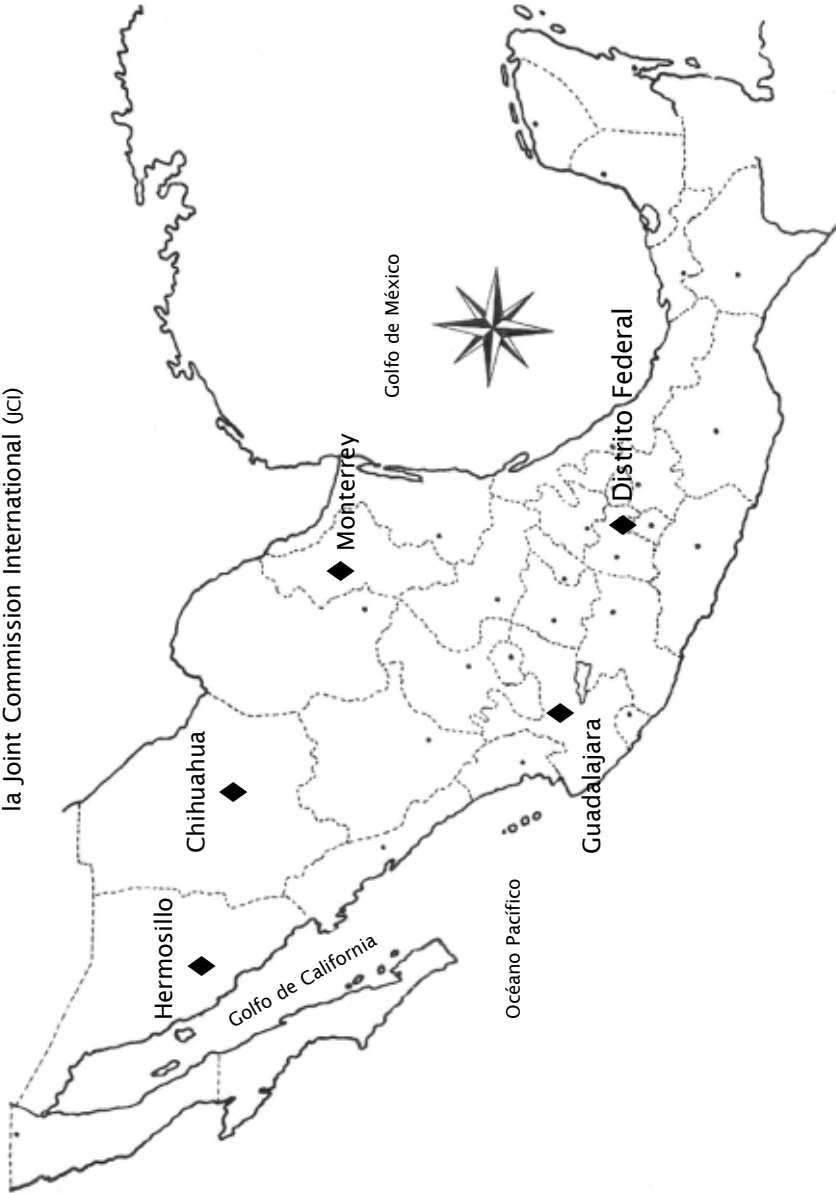 la Joint Commission International (JCI)
Hermosillo
Chihuahua
Monterrey
Golfo de California
Golfo de México
Océano Pacífico
Guadalajara
Distrito Federal